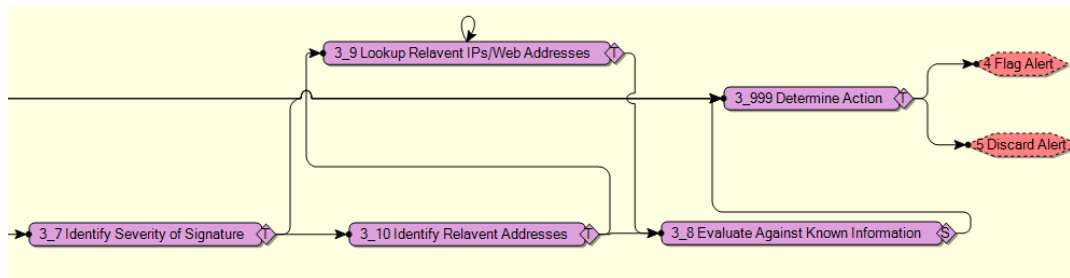 3_9 Lookup Relavent IPs/Web Addresses T
4 Flag Alert
3_999 Determine Action T
5 Discard Alert
3_7 Identify Severity of Signature T
3_10 Identify Relavent Addresses T
3_8 Evaluate Against Known Information S